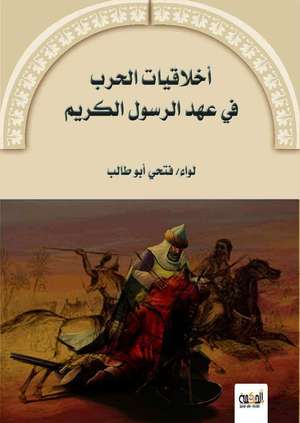 أخلاقيات الحرب
في عهد الرسول الكريم
لواء/ فتحي أبو طالب